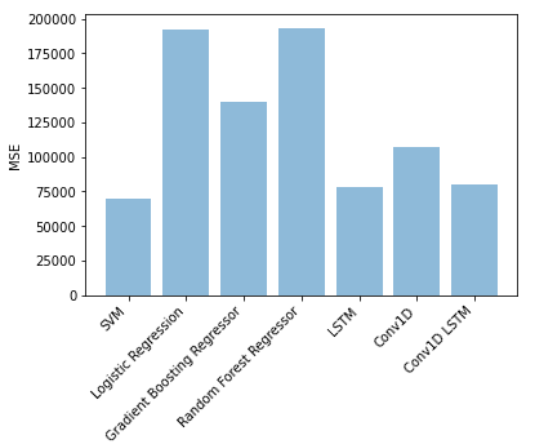 200000
175000
150000
125000
100000
75000
50000
25000
0
MSE
SVM
Logistic Regression
Gradient Boosting Regressor
Random Forest Regressor
LSTM
Conv1D
Conv1D LSTM